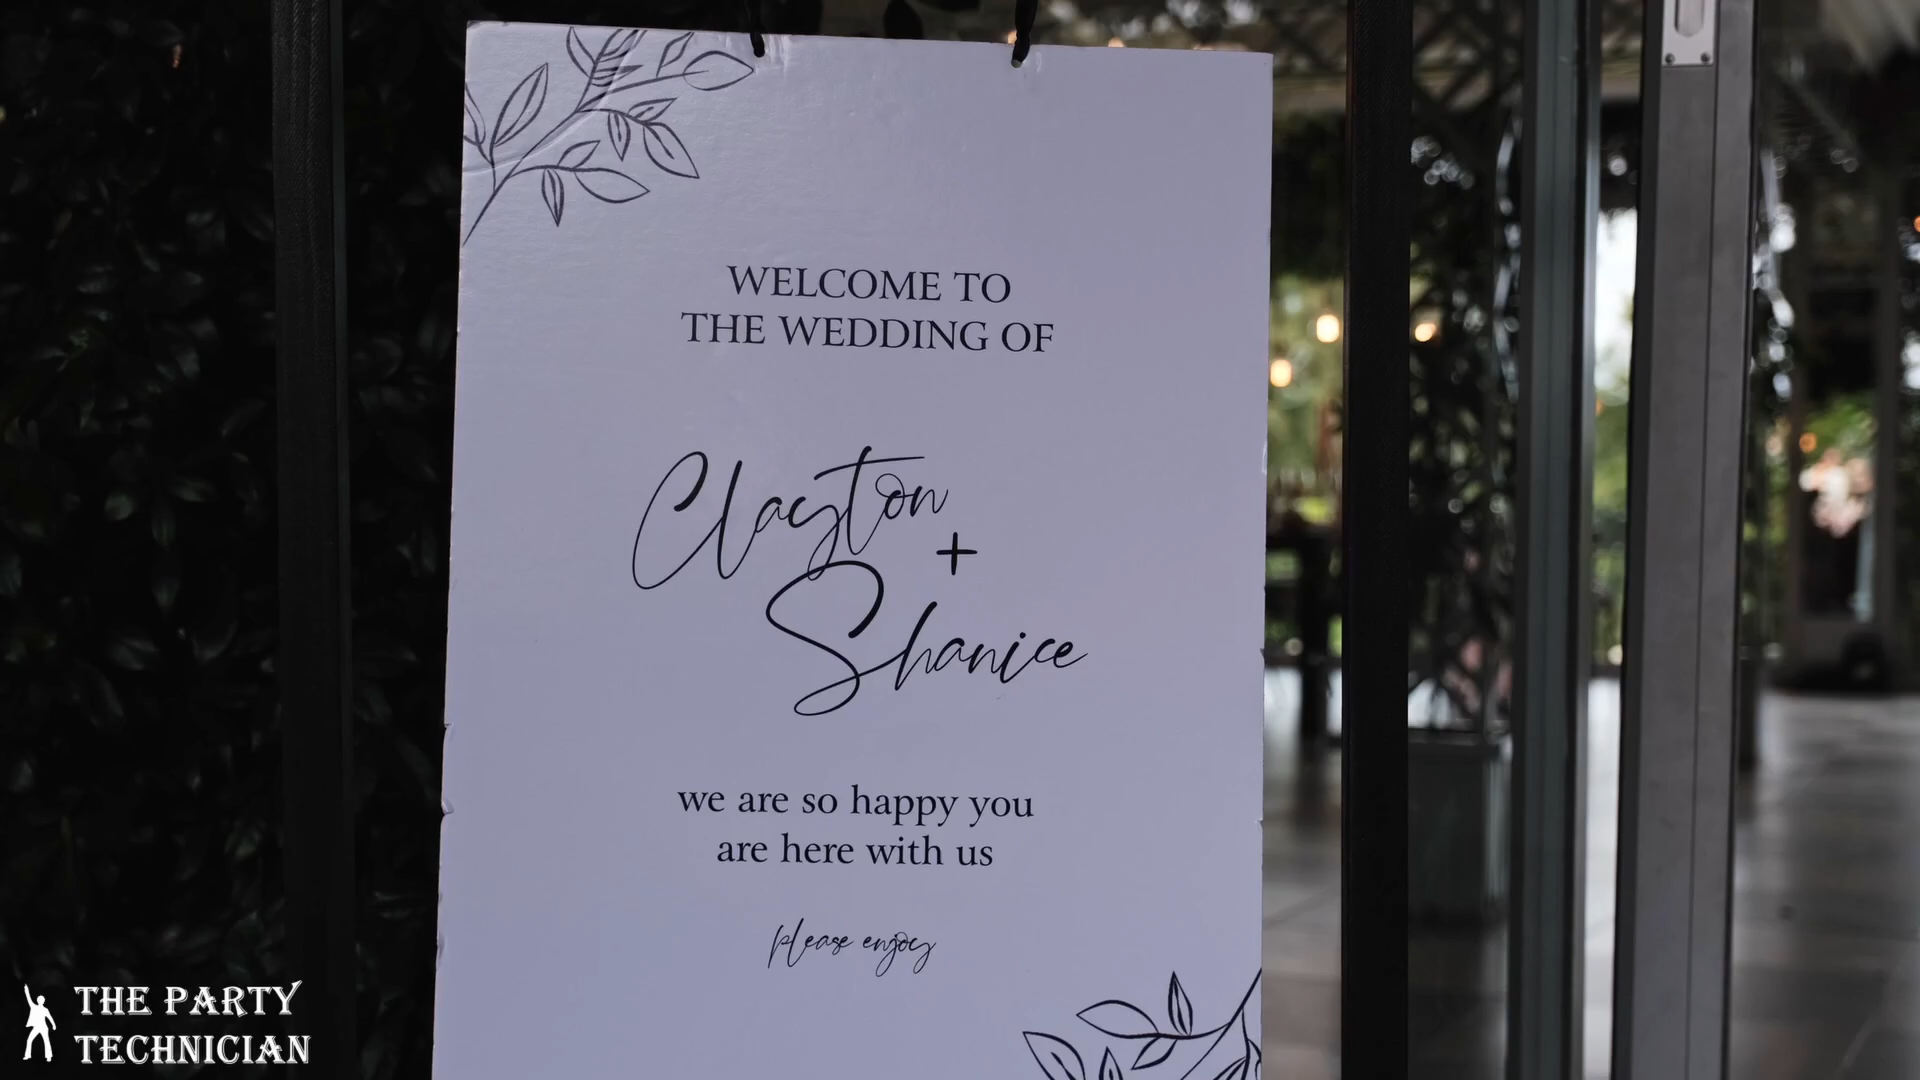 WELCOME TO
THE WEDDING OF
Clayton
+
Shanice
we are so happy you
are here with us
please enjoy
THE PARTY
TECHNICIAN